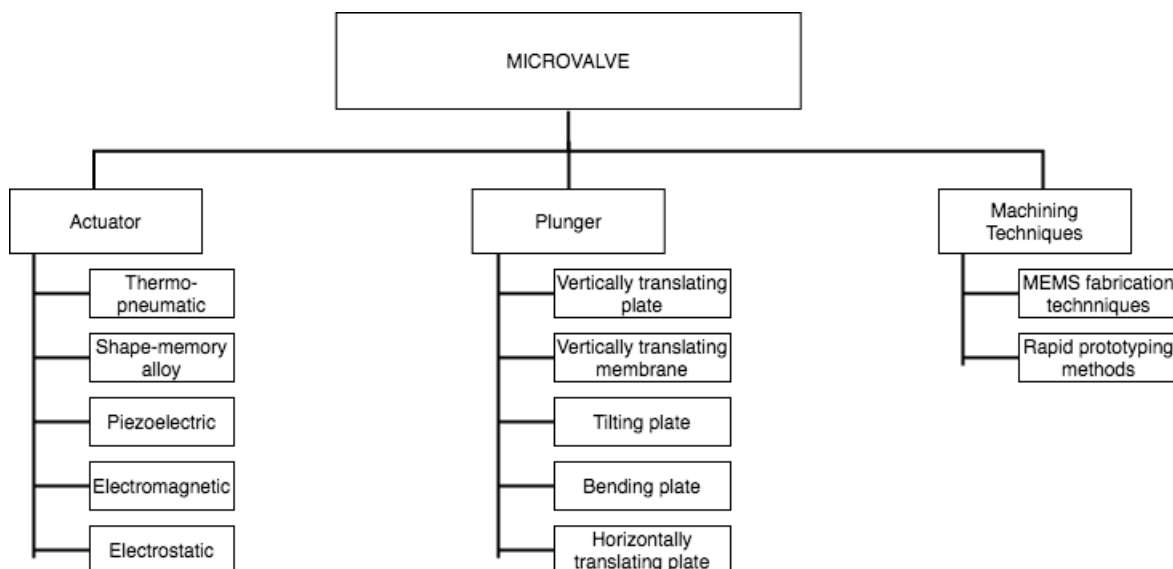 MICROVALVE
Actuator
Thermo-
pneumatic
Shape-memory
alloy
Piezoelectric
Electromagnetic
Electrostatic
Plunger
Vertically translating
plate
Vertically translating
membrane
Tilting plate
Bending plate
Horizontally
translating plate
Machining
Techniques
MEMS fabrication
technniques
Rapid prototyping
methods